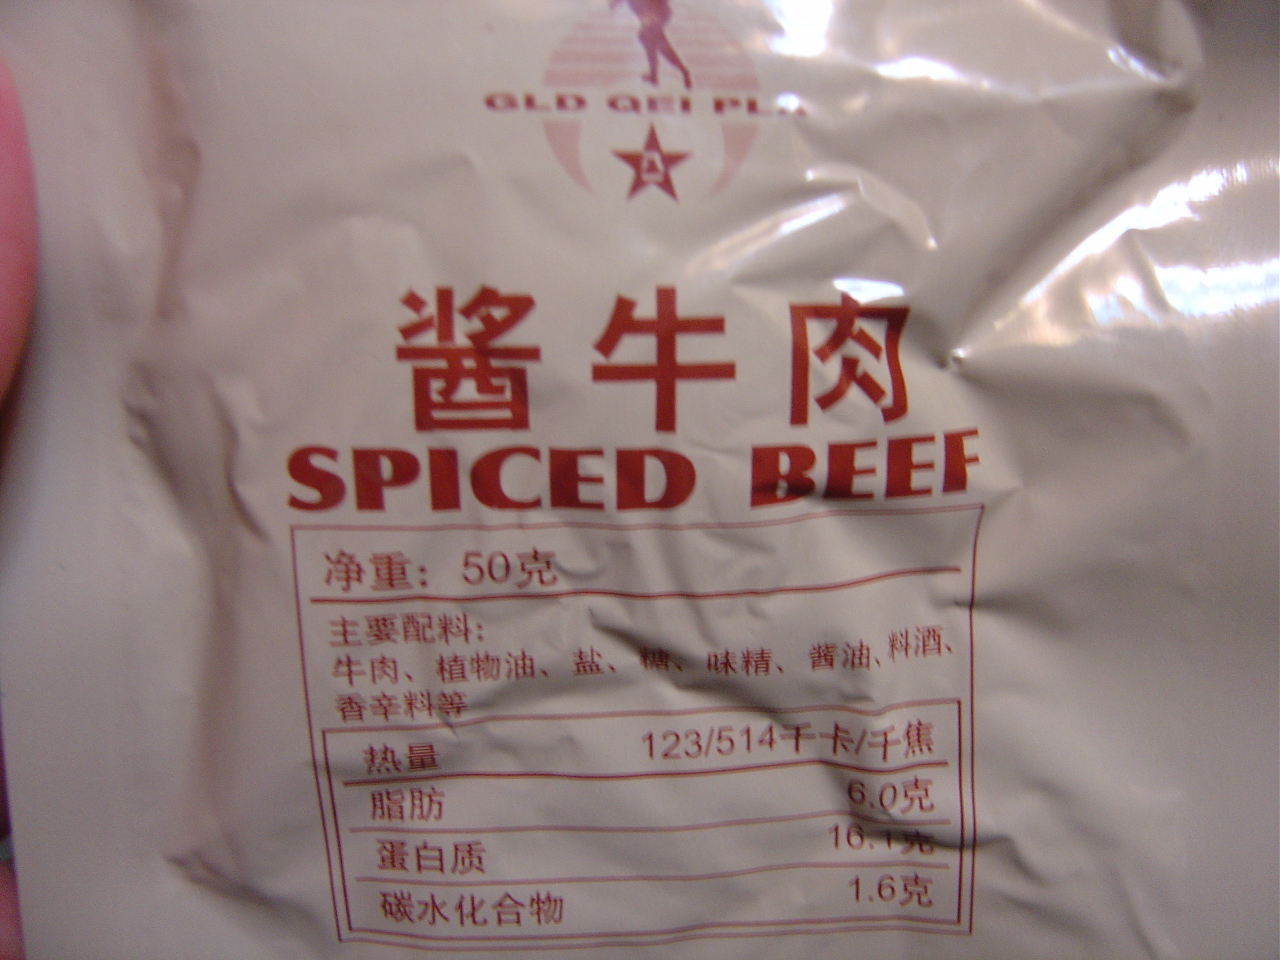 GLD QEI PLA
酱牛肉
SPICED BEEF
净重：50克
主要配料：
牛肉、植物油、盐、糖、味精、酱油、料酒、
香辛料等
热量 123/514千卡/千焦
脂肪 6.0克
蛋白质 16.1克
碳水化合物 1.6克